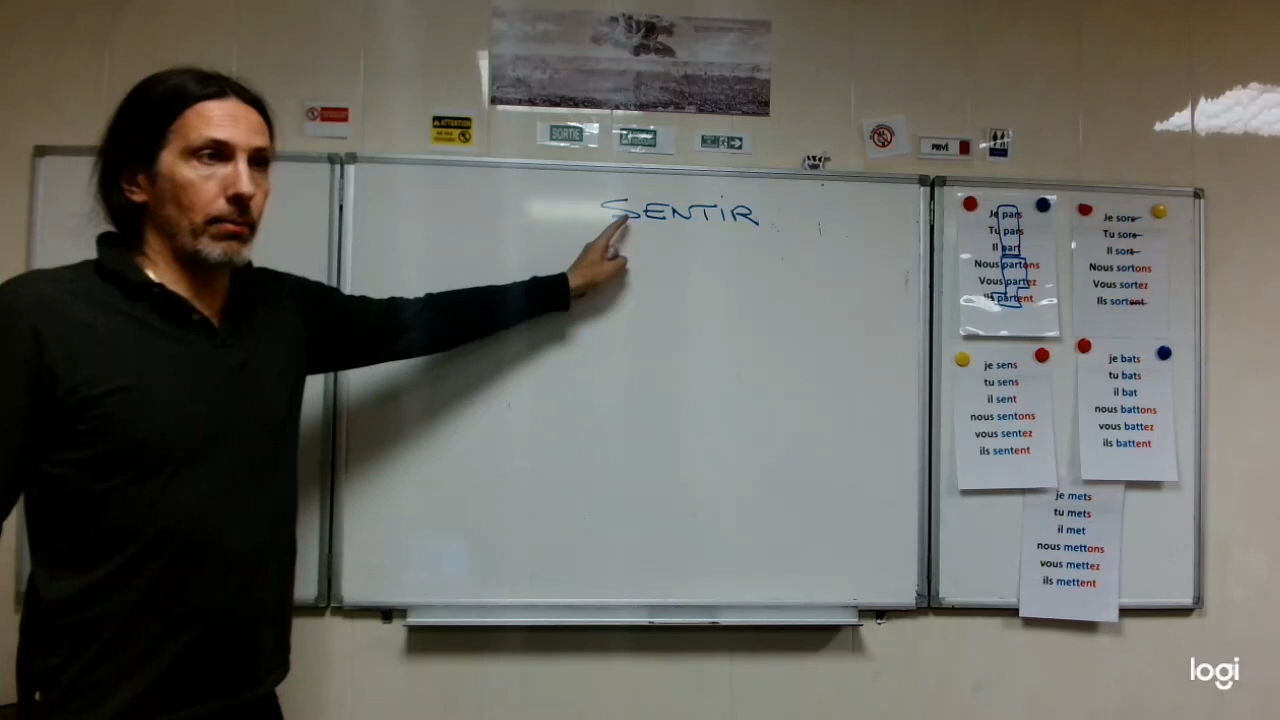 ATTENTION
SORTIE
PRIVÉ
SENTIR
Je pars
Tu pars
Il part
Nous partons
Vous partez
Ils partent
Je sors
Tu sors
Il sort
Nous sortons
Vous sortez
Ils sortent
je sens
tu sens
il sent
nous sentons
vous sentez
ils sentent
je bats
tu bats
il bat
nous battons
vous battez
ils battent
je mets
tu mets
il met
nous mettons
vous mettez
ils mettent
logi